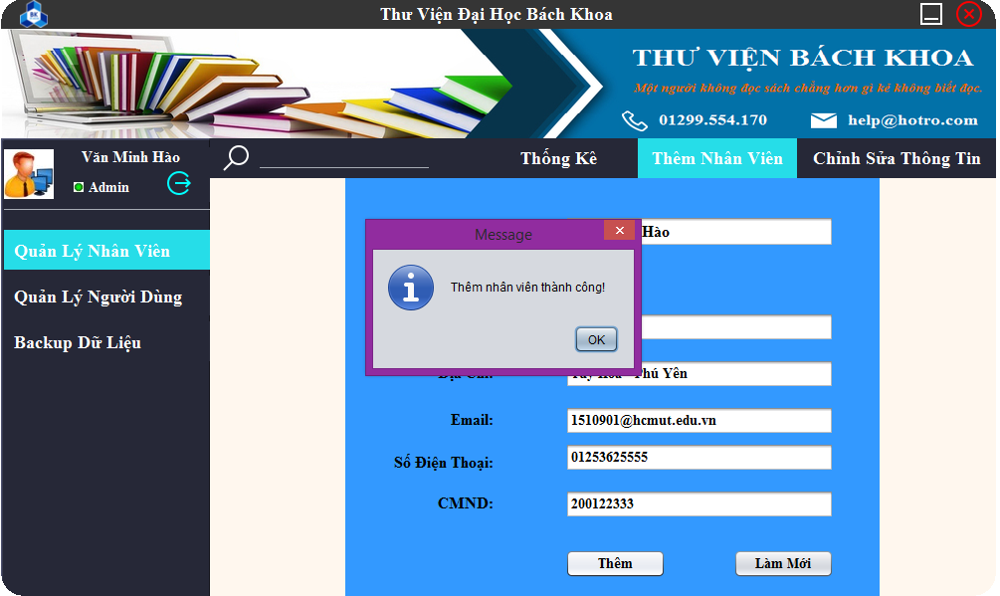 Thư Viện Đại Học Bách Khoa
BK
THƯ VIỆN BÁCH KHOA
Một người không đọc sách chẳng hơn gì kẻ không biết đọc.
01299.554.170
help@hotro.com
Văn Minh Hào
Admin
Thống Kê
Thêm Nhân Viên
Chỉnh Sửa Thông Tin
Quản Lý Nhân Viên
Quản Lý Người Dùng
Backup Dữ Liệu
Hào
Message
Thêm nhân viên thành công!
OK
Phú Yên
Email:
1510901@hcmut.edu.vn
Số Điện Thoại:
01253625555
CMND:
200122333
Thêm
Làm Mới